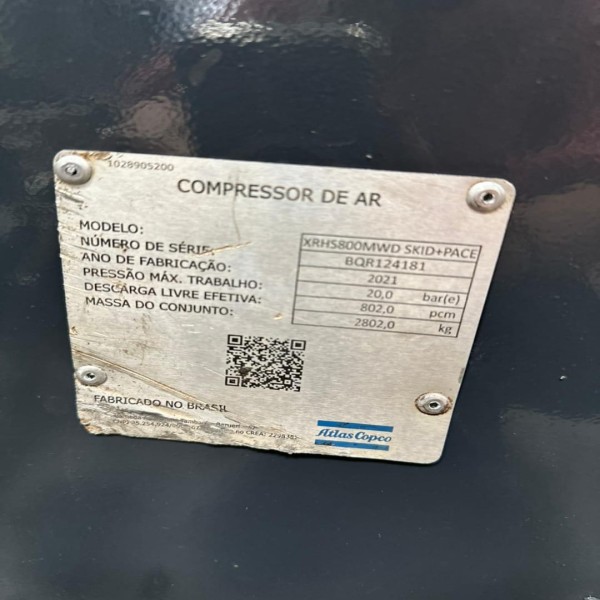 1028905200
COMPRESSOR DE AR
MODELO: XRHS800MWD SKID+PACE
NÚMERO DE SÉRIE: BQR124181
ANO DE FABRICAÇÃO: 2021
PRESSÃO MÁX. TRABALHO: 20,0 bar(e)
DESCARGA LIVRE EFETIVA: 802,0 pcm
MASSA DO CONJUNTO: 2802,0 kg
FABRICADO NO BRASIL
Atlas Copco